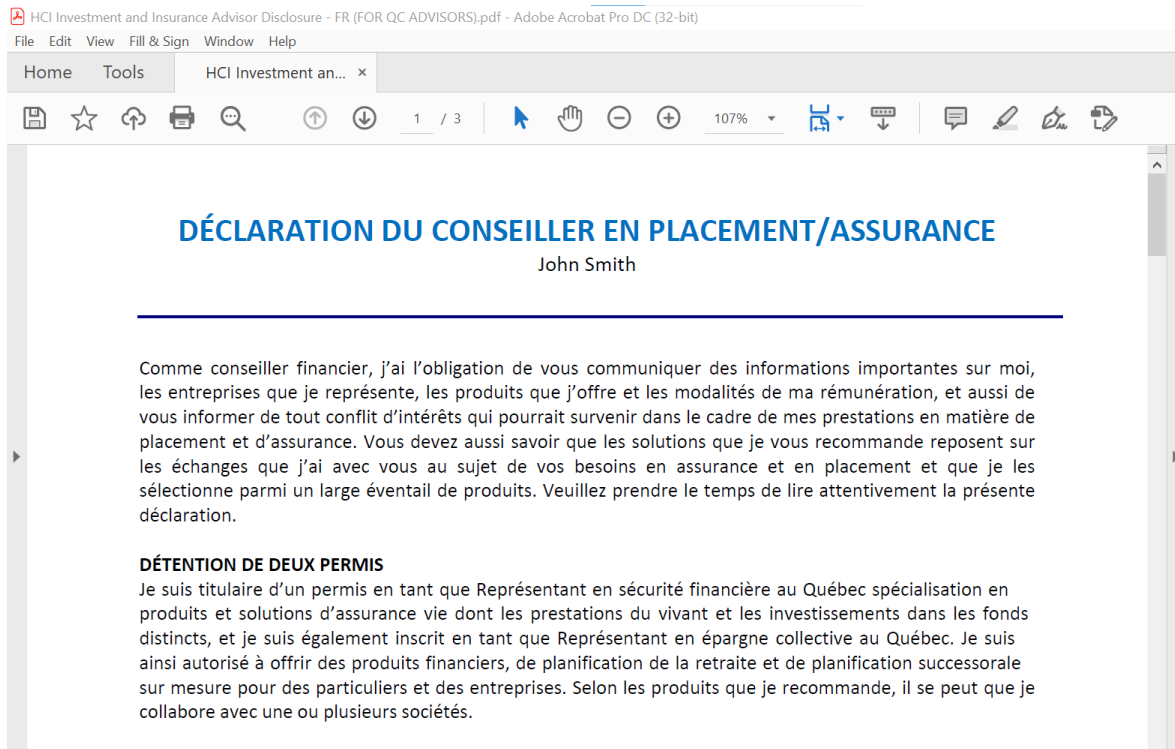 HCI Investment and Insurance Advisor Disclosure - FR (FOR QC ADVISORS).pdf - Adobe Acrobat Pro DC (32-bit)
File Edit View Fill & Sign Window Help
Home Tools HCI Investment an... ×
1 / 3 107%
DÉCLARATION DU CONSEILLER EN PLACEMENT/ASSURANCE
John Smith
Comme conseiller financier, j’ai l’obligation de vous communiquer des informations importantes sur moi,
les entreprises que je représente, les produits que j’offre et les modalités de ma rémunération, et aussi de
vous informer de tout conflit d’intérêts qui pourrait survenir dans le cadre de mes prestations en matière de
placement et d’assurance. Vous devez aussi savoir que les solutions que je vous recommande reposent sur
les échanges que j’ai avec vous au sujet de vos besoins en assurance et en placement et que je les
sélectionne parmi un large éventail de produits. Veuillez prendre le temps de lire attentivement la présente
déclaration.
DÉTENTION DE DEUX PERMIS
Je suis titulaire d’un permis en tant que Représentant en sécurité financière au Québec spécialisation en
produits et solutions d’assurance vie dont les prestations du vivant et les investissements dans les fonds
distincts, et je suis également inscrit en tant que Représentant en épargne collective au Québec. Je suis
ainsi autorisé à offrir des produits financiers, de planification de la retraite et de planification successorale
sur mesure pour des particuliers et des entreprises. Selon les produits que je recommande, il se peut que je
collabore avec une ou plusieurs sociétés.